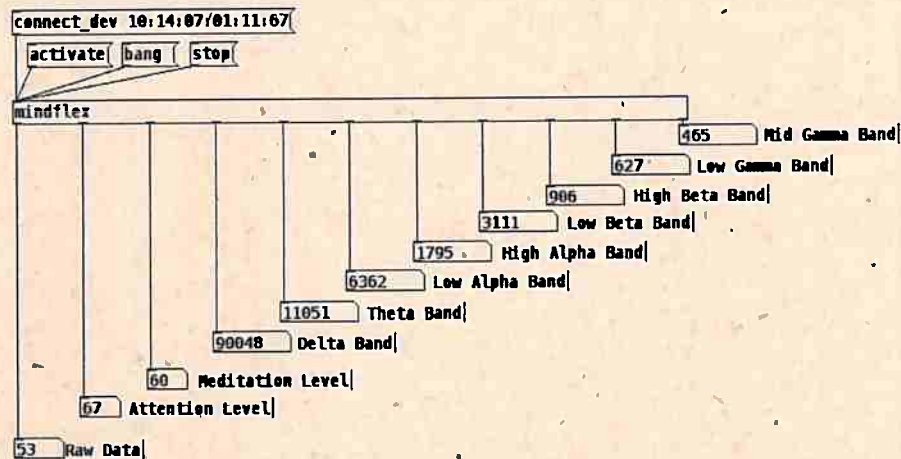 connect_dev 10:14:07/01:11:67
activate bang stop
mindflex
465 Mid Gamma Band
627 Low Gamma Band
906 High Beta Band
3111 Low Beta Band
1795 High Alpha Band
6362 Low Alpha Band
11051 Theta Band
90048 Delta Band
60 Meditation Level
67 Attention Level
53 Raw Data